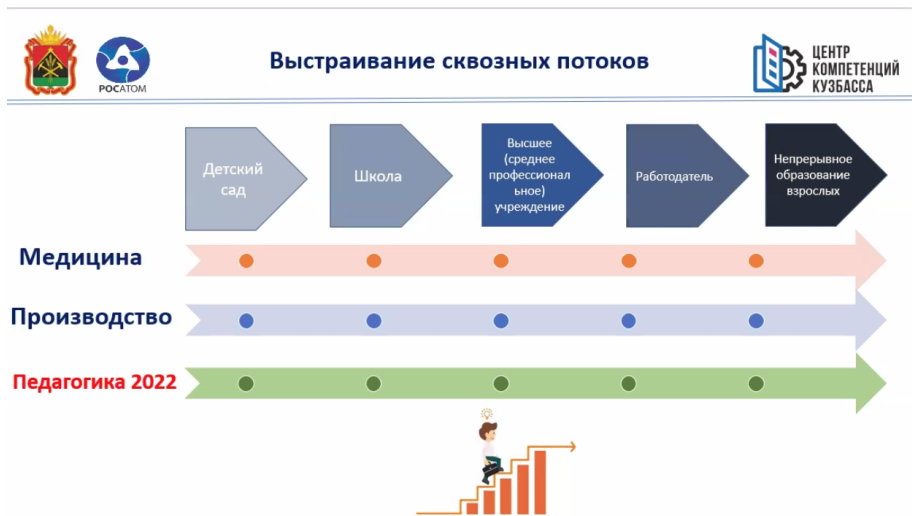 Выстраивание сквозных потоков
РОСАТОМ
ЦЕНТР
КОМПЕТЕНЦИЙ
КУЗБАССА
Детский
сад
Школа
Высшее
(среднее
профессионал
ьное)
учреждение
Работодатель
Непрерывное
образование
взрослых
Медицина
Производство
Педагогика 2022